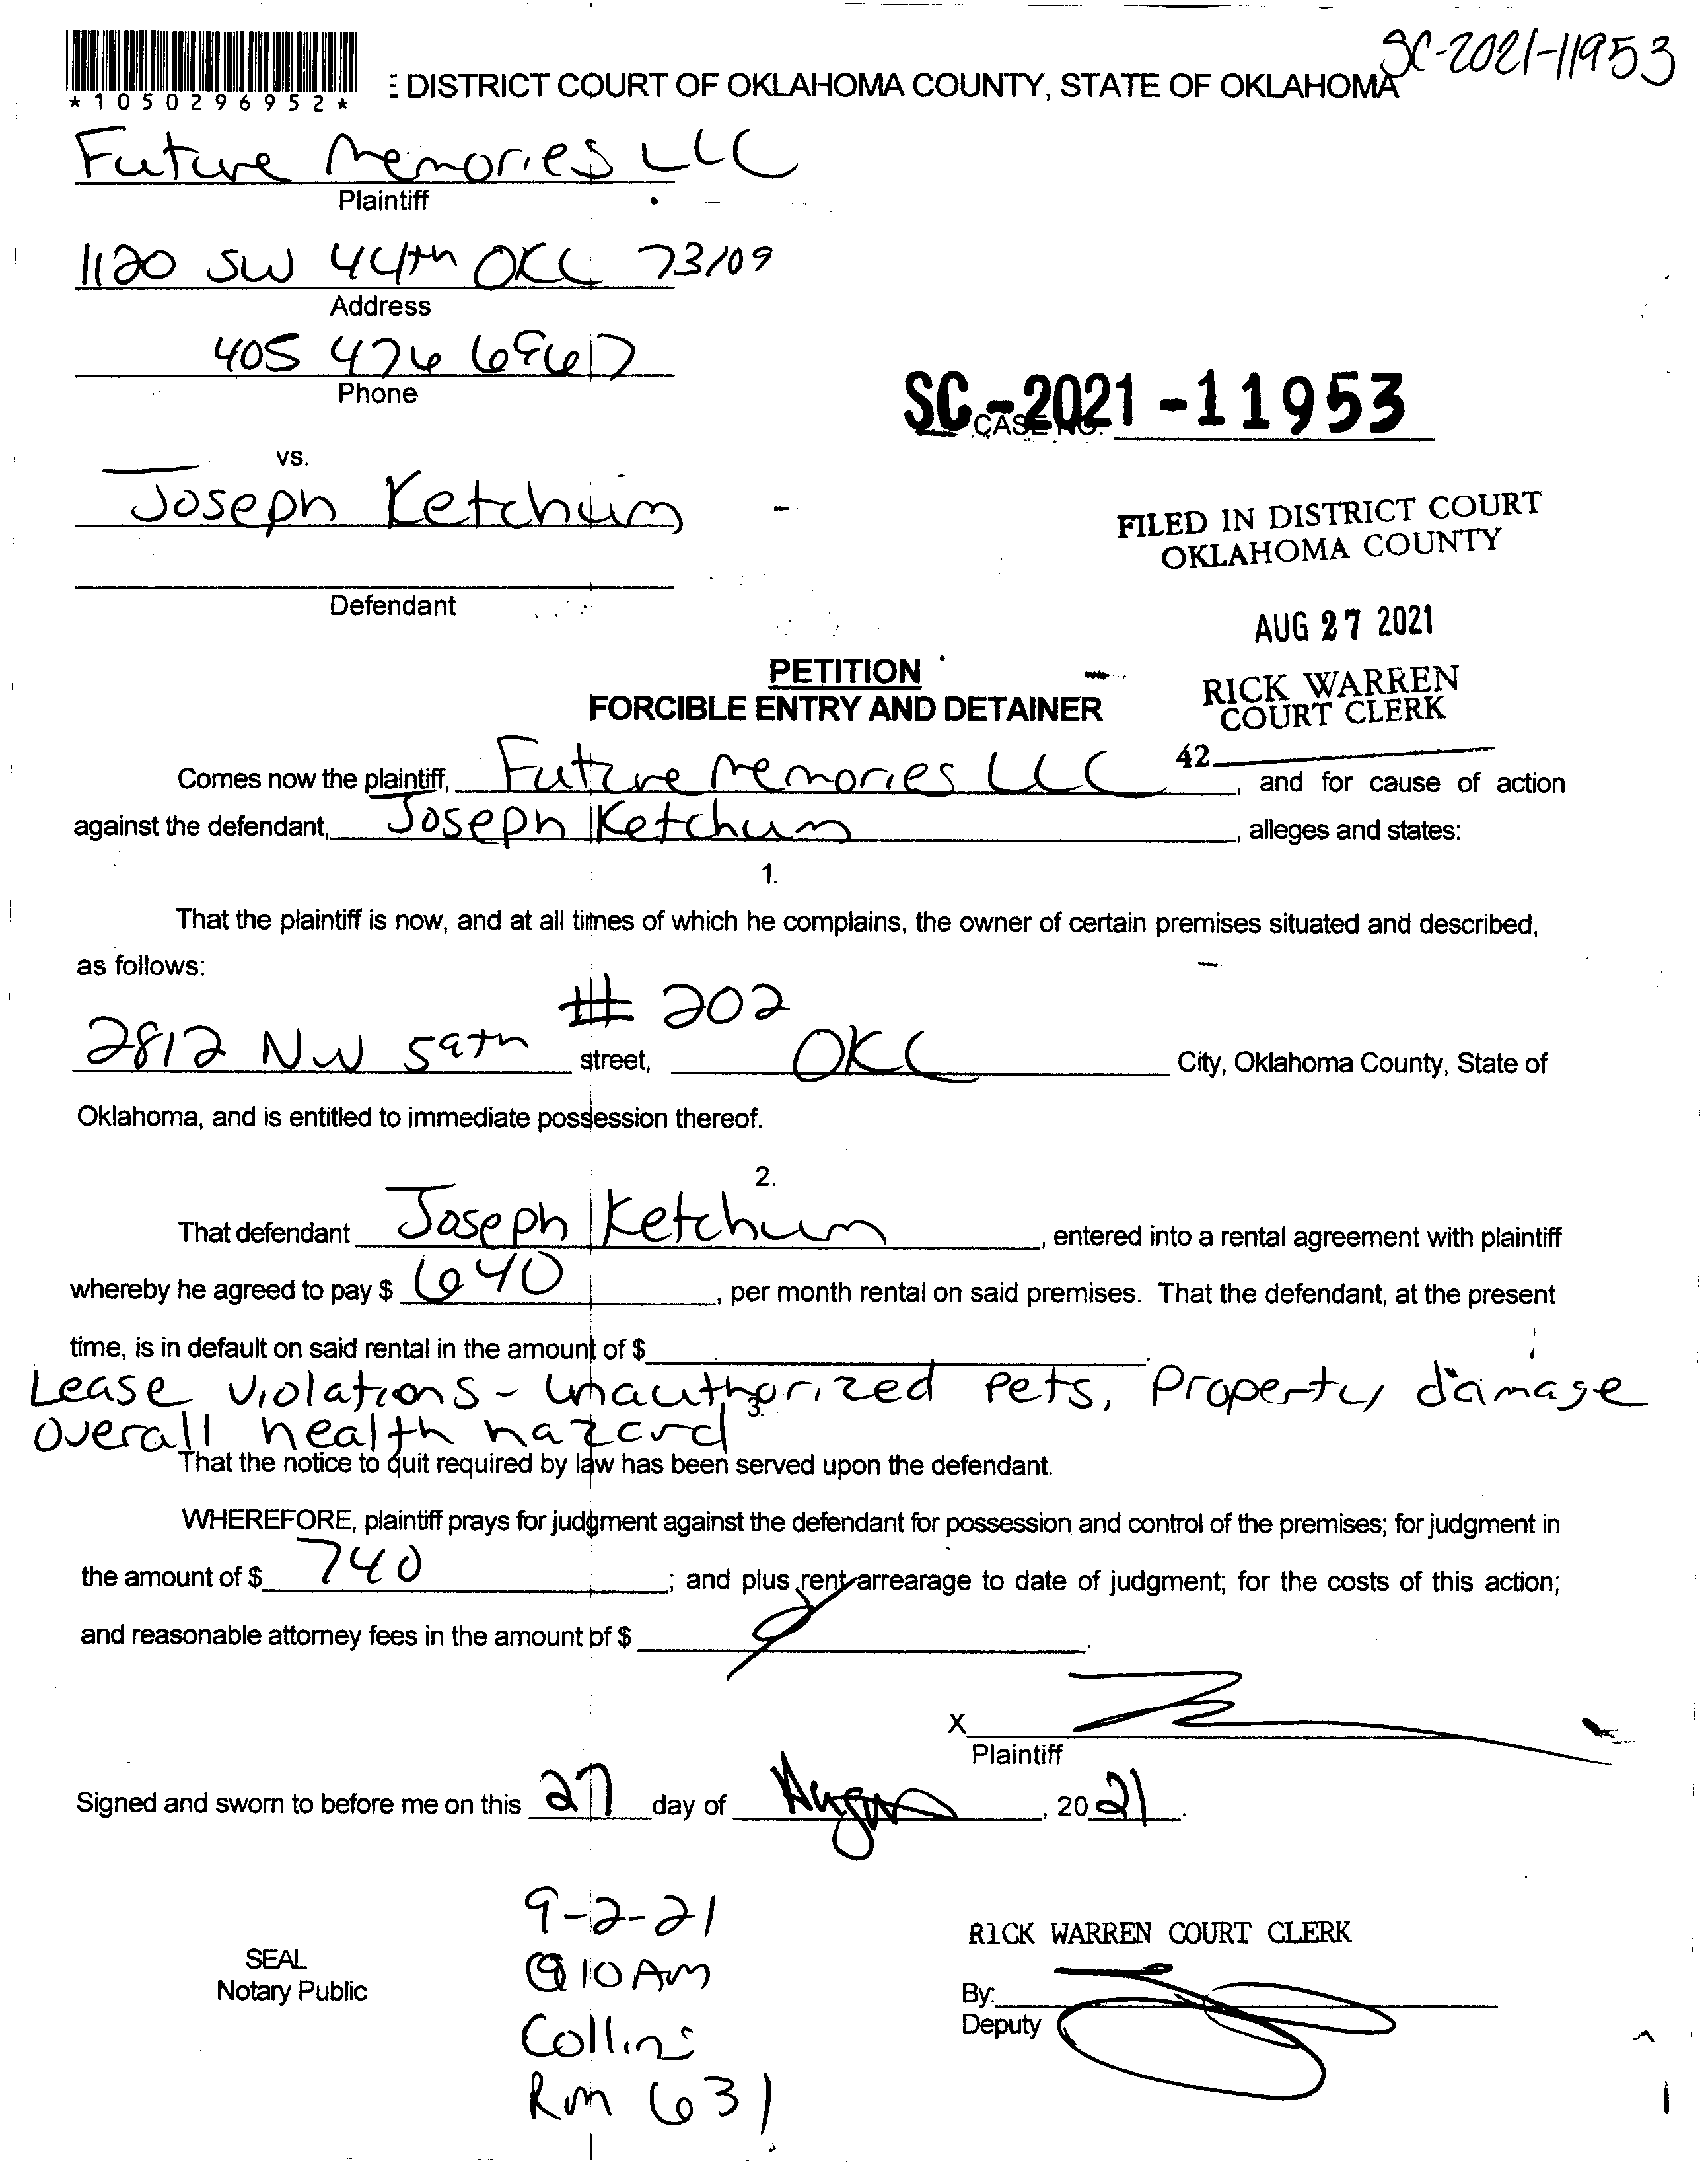 SC-2021-11953
*1050296952*
: DISTRICT COURT OF OKLAHOMA COUNTY, STATE OF OKLAHOMA
Future Memories LLC
Plaintiff
1120 SW 44th OKC 73109
Address
405 476 6967
Phone
SC-2021-11953
CASE NO.
vs.
Joseph Ketchum
FILED IN DISTRICT COURT
OKLAHOMA COUNTY
Defendant
AUG 27 2021
PETITION
FORCIBLE ENTRY AND DETAINER
RICK WARREN
COURT CLERK
42
Comes now the plaintiff, Future Memories LLC, and for cause of action
against the defendant, Joseph Ketchum, alleges and states:
1.
That the plaintiff is now, and at all times of which he complains, the owner of certain premises situated and described,
as follows:
# 202
2812 NW 59th street, OKC City, Oklahoma County, State of
Oklahoma, and is entitled to immediate possession thereof.
2.
That defendant Joseph Ketchum, entered into a rental agreement with plaintiff
whereby he agreed to pay $ 640, per month rental on said premises. That the defendant, at the present
time, is in default on said rental in the amount of $ .
Lease violations - unauthorized pets, Property damage
overall health hazard
3.
That the notice to quit required by law has been served upon the defendant.
WHEREFORE, plaintiff prays for judgment against the defendant for possession and control of the premises; for judgment in
the amount of $ 740; and plus rent arrearage to date of judgment; for the costs of this action;
and reasonable attorney fees in the amount of $ .
X
Plaintiff
Signed and sworn to before me on this 27 day of August, 2021.
9-2-21
@10AM
Collins
Rm 631
SEAL
Notary Public
RICK WARREN COURT CLERK
By:
Deputy